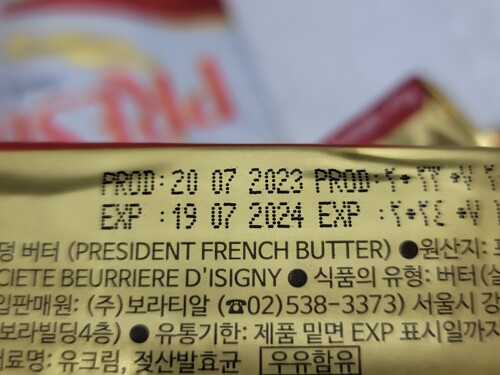 PRESI
PROD: 20 07 2023 PROD:
EXP : 19 07 2024 EXP :
덩 버터 (PRESIDENT FRENCH BUTTER) ●원산지:
CIETE BEURRIERE D'ISIGNY ● 식품의 유형: 버터(
입판매원: (주)보라티알 (☎02)538-3373) 서울시 강
보라빌딩4층) ● 유통기한: 제품 밑면 EXP 표시일까지
료명: 유크림, 젖산발효균 우유함유